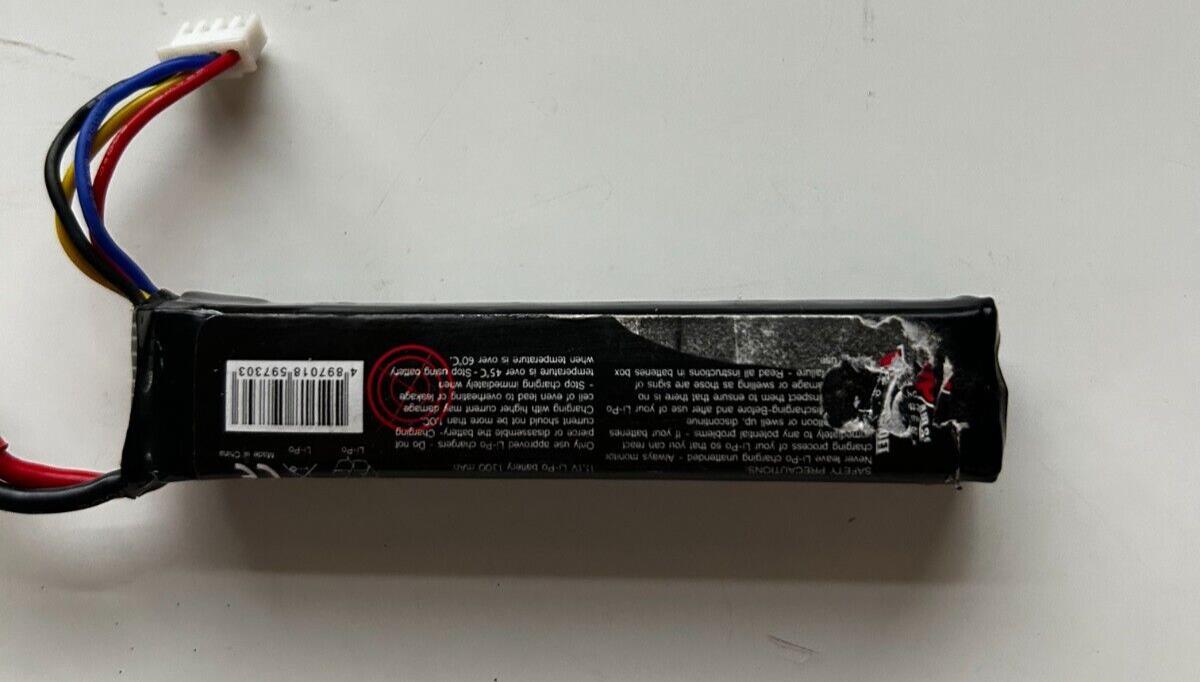 SAFETY PRECAUTIONS:
Never leave Li-Po charging unattended - Always monitor
charging process of your Li-Po so that you can react
immediately to any potential problems - If your batteries
balloon or swell up, discontinue
discharging-Before and after use of your Li-Po
inspect them to ensure that there is no
damage or swelling as those are signs of
failure - Read all instructions in batteries box
use
11.1V Li-Po battery 1300 mAh
Only use approved Li-Po chargers - Do not
pierce or disassemble the battery- Charging
current should not be more than 1.0C.
Charging with higher current may damage
cell of even lead to overheating or leakage
- Stop charging immediately when
temperature is over 45°C - Stop using battery
when temperature is over 60°C.
Li-Po Li-Po Made in China
CE
4 897018 597303